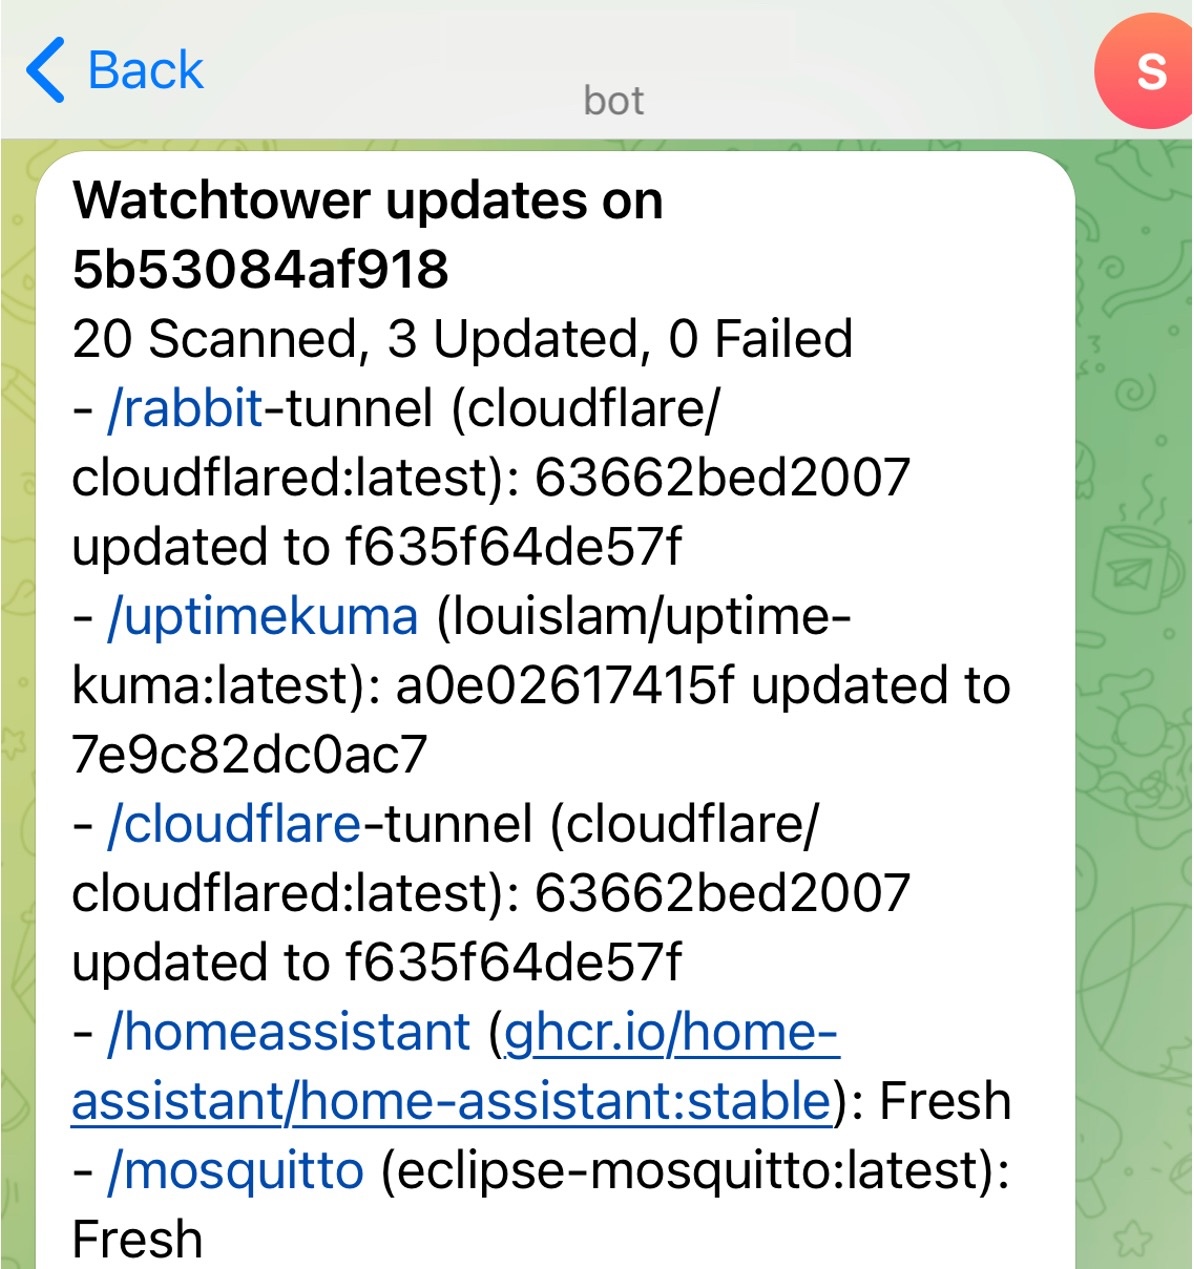 Back
bot
S
Watchtower updates on
5b53084af918
20 Scanned, 3 Updated, 0 Failed
- /rabbit-tunnel (cloudflare/
cloudflared:latest): 63662bed2007
updated to f635f64de57f
- /uptimekuma (louislam/uptime-
kuma:latest): a0e02617415f updated to
7e9c82dc0ac7
- /cloudflare-tunnel (cloudflare/
cloudflared:latest): 63662bed2007
updated to f635f64de57f
- /homeassistant (ghcr.io/home-
assistant/home-assistant:stable): Fresh
- /mosquitto (eclipse-mosquitto:latest):
Fresh